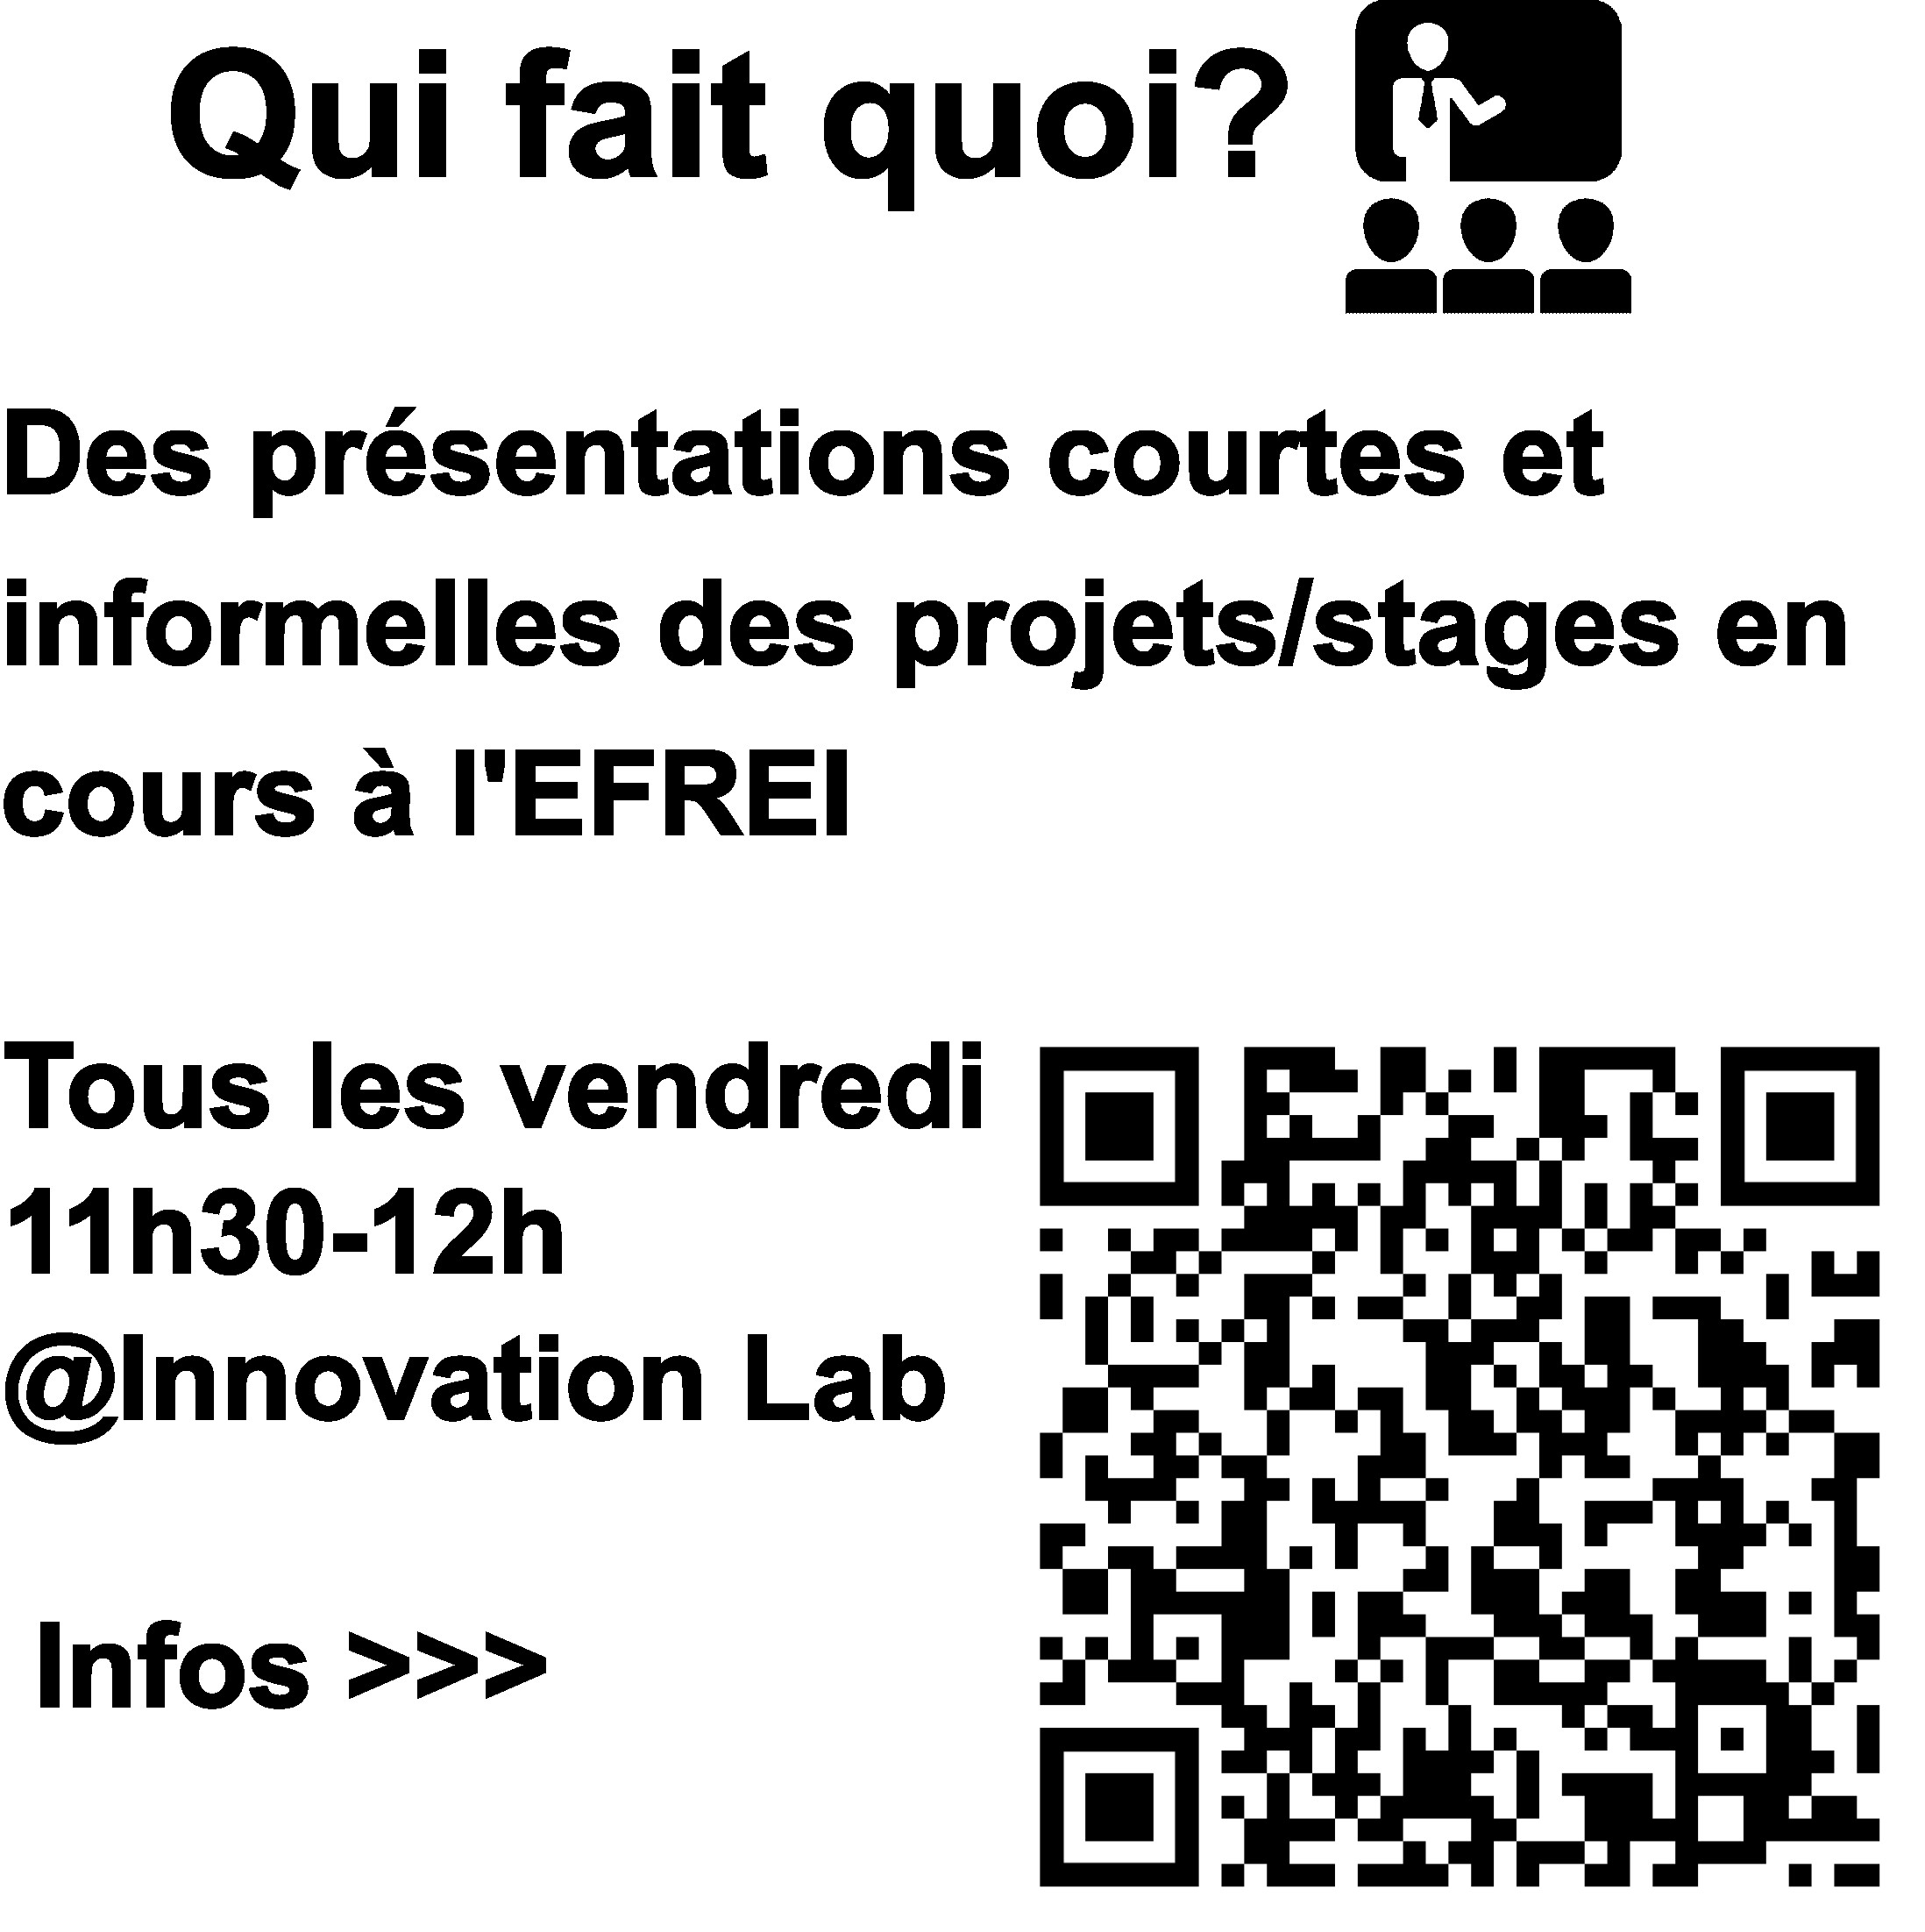 Qui fait quoi?
Des présentations courtes et
informelles des projets/stages en
cours à l'EFREI
Tous les vendredi
11h30-12h
@Innovation Lab
Infos >>>